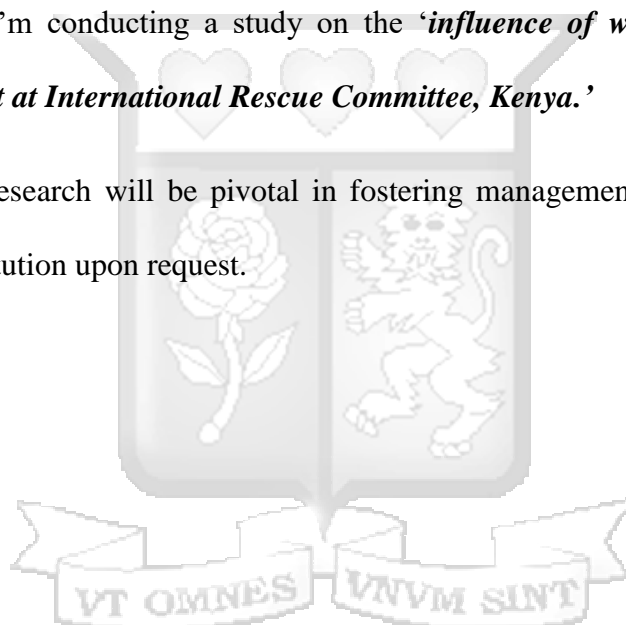 ’m conducting a study on the ‘influence of w
t at International Rescue Committee, Kenya.’
esearch will be pivotal in fostering managemen
tution upon request.
VT OMNES VNVM SINT